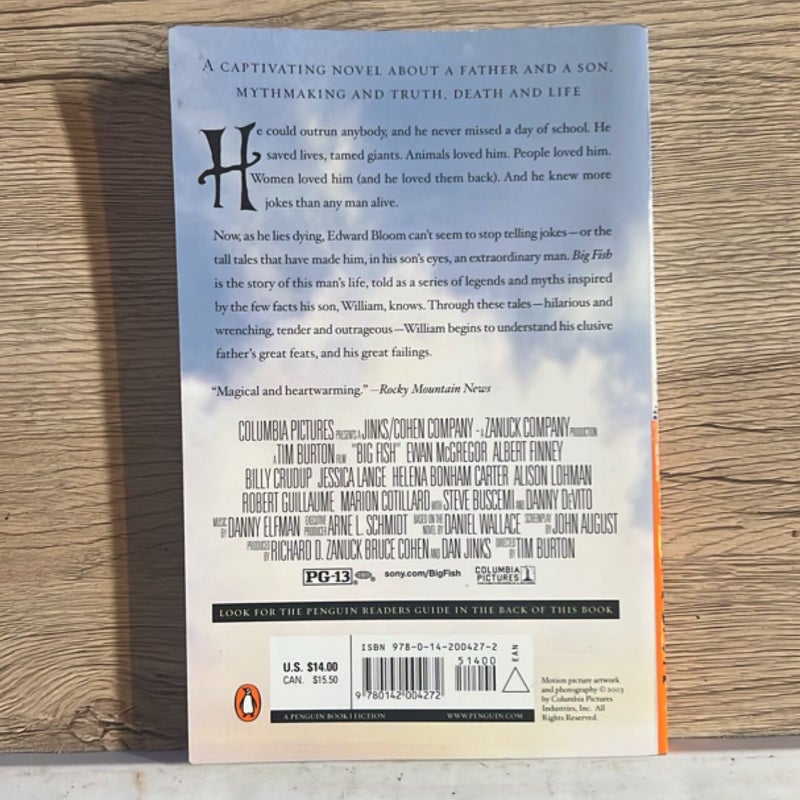 A CAPTIVATING NOVEL ABOUT A FATHER AND A SON,
MYTHMAKING AND TRUTH, DEATH AND LIFE
He could outrun anybody, and he never missed a day of school. He
saved lives, tamed giants. Animals loved him. People loved him.
Women loved him (and he loved them back). And he knew more
jokes than any man alive.
Now, as he lies dying, Edward Bloom can't seem to stop telling jokes—or the
tall tales that have made him, in his son's eyes, an extraordinary man. Big Fish
is the story of this man's life, told as a series of legends and myths inspired
by the few facts his son, William, knows. Through these tales—hilarious and
wrenching, tender and outrageous—William begins to understand his elusive
father's great feats, and his great failings.
"Magical and heartwarming." —Rocky Mountain News
COLUMBIA PICTURES PRESENTS A JINKS/COHEN COMPANY - A ZANUCK COMPANY PRODUCTION
A TIM BURTON FILM "BIG FISH" EWAN McGREGOR ALBERT FINNEY
BILLY CRUDUP JESSICA LANGE HELENA BONHAM CARTER ALISON LOHMAN
ROBERT GUILLAUME MARION COTILLARD WITH STEVE BUSCEMI AND DANNY DeVITO
MUSIC BY DANNY ELFMAN EXECUTIVE PRODUCER ARNE L. SCHMIDT BASED ON THE NOVEL BY DANIEL WALLACE SCREENPLAY BY JOHN AUGUST
PRODUCED BY RICHARD D. ZANUCK BRUCE COHEN AND DAN JINKS DIRECTED BY TIM BURTON
PG-13 sony.com/BigFish COLUMBIA PICTURES
LOOK FOR THE PENGUIN READERS GUIDE IN THE BACK OF THIS BOOK
ISBN 978-0-14-200427-2
51400
EAN
U.S. $14.00
CAN. $15.50
9 780142 004272
A PENGUIN BOOK | FICTION WWW.PENGUIN.COM
Motion picture artwork
and photography © 2003
by Columbia Pictures
Industries, Inc. All
Rights Reserved.